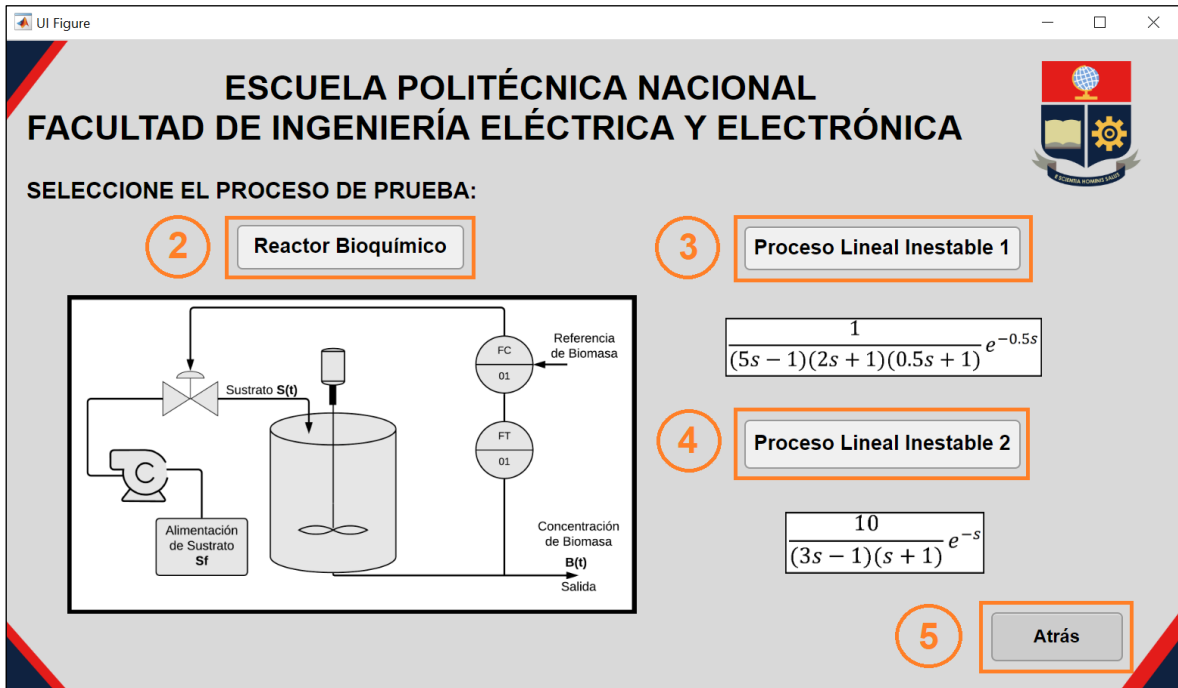 UI Figure
ESCUELA POLITÉCNICA NACIONAL
FACULTAD DE INGENIERÍA ELÉCTRICA Y ELECTRÓNICA
E SCIENTIA HOMINIS SALUS
SELECCIONE EL PROCESO DE PRUEBA:
2
Reactor Bioquímico
FC
01
Referencia
de Biomasa
Sustrato S(t)
FT
01
C
Alimentación
de Sustrato
Sf
Concentración
de Biomasa
B(t)
Salida
3
Proceso Lineal Inestable 1
1
(5s − 1)(2s + 1)(0.5s + 1) e^{−0.5s}
4
Proceso Lineal Inestable 2
10
(3s − 1)(s + 1) e^{−s}
5
Atrás